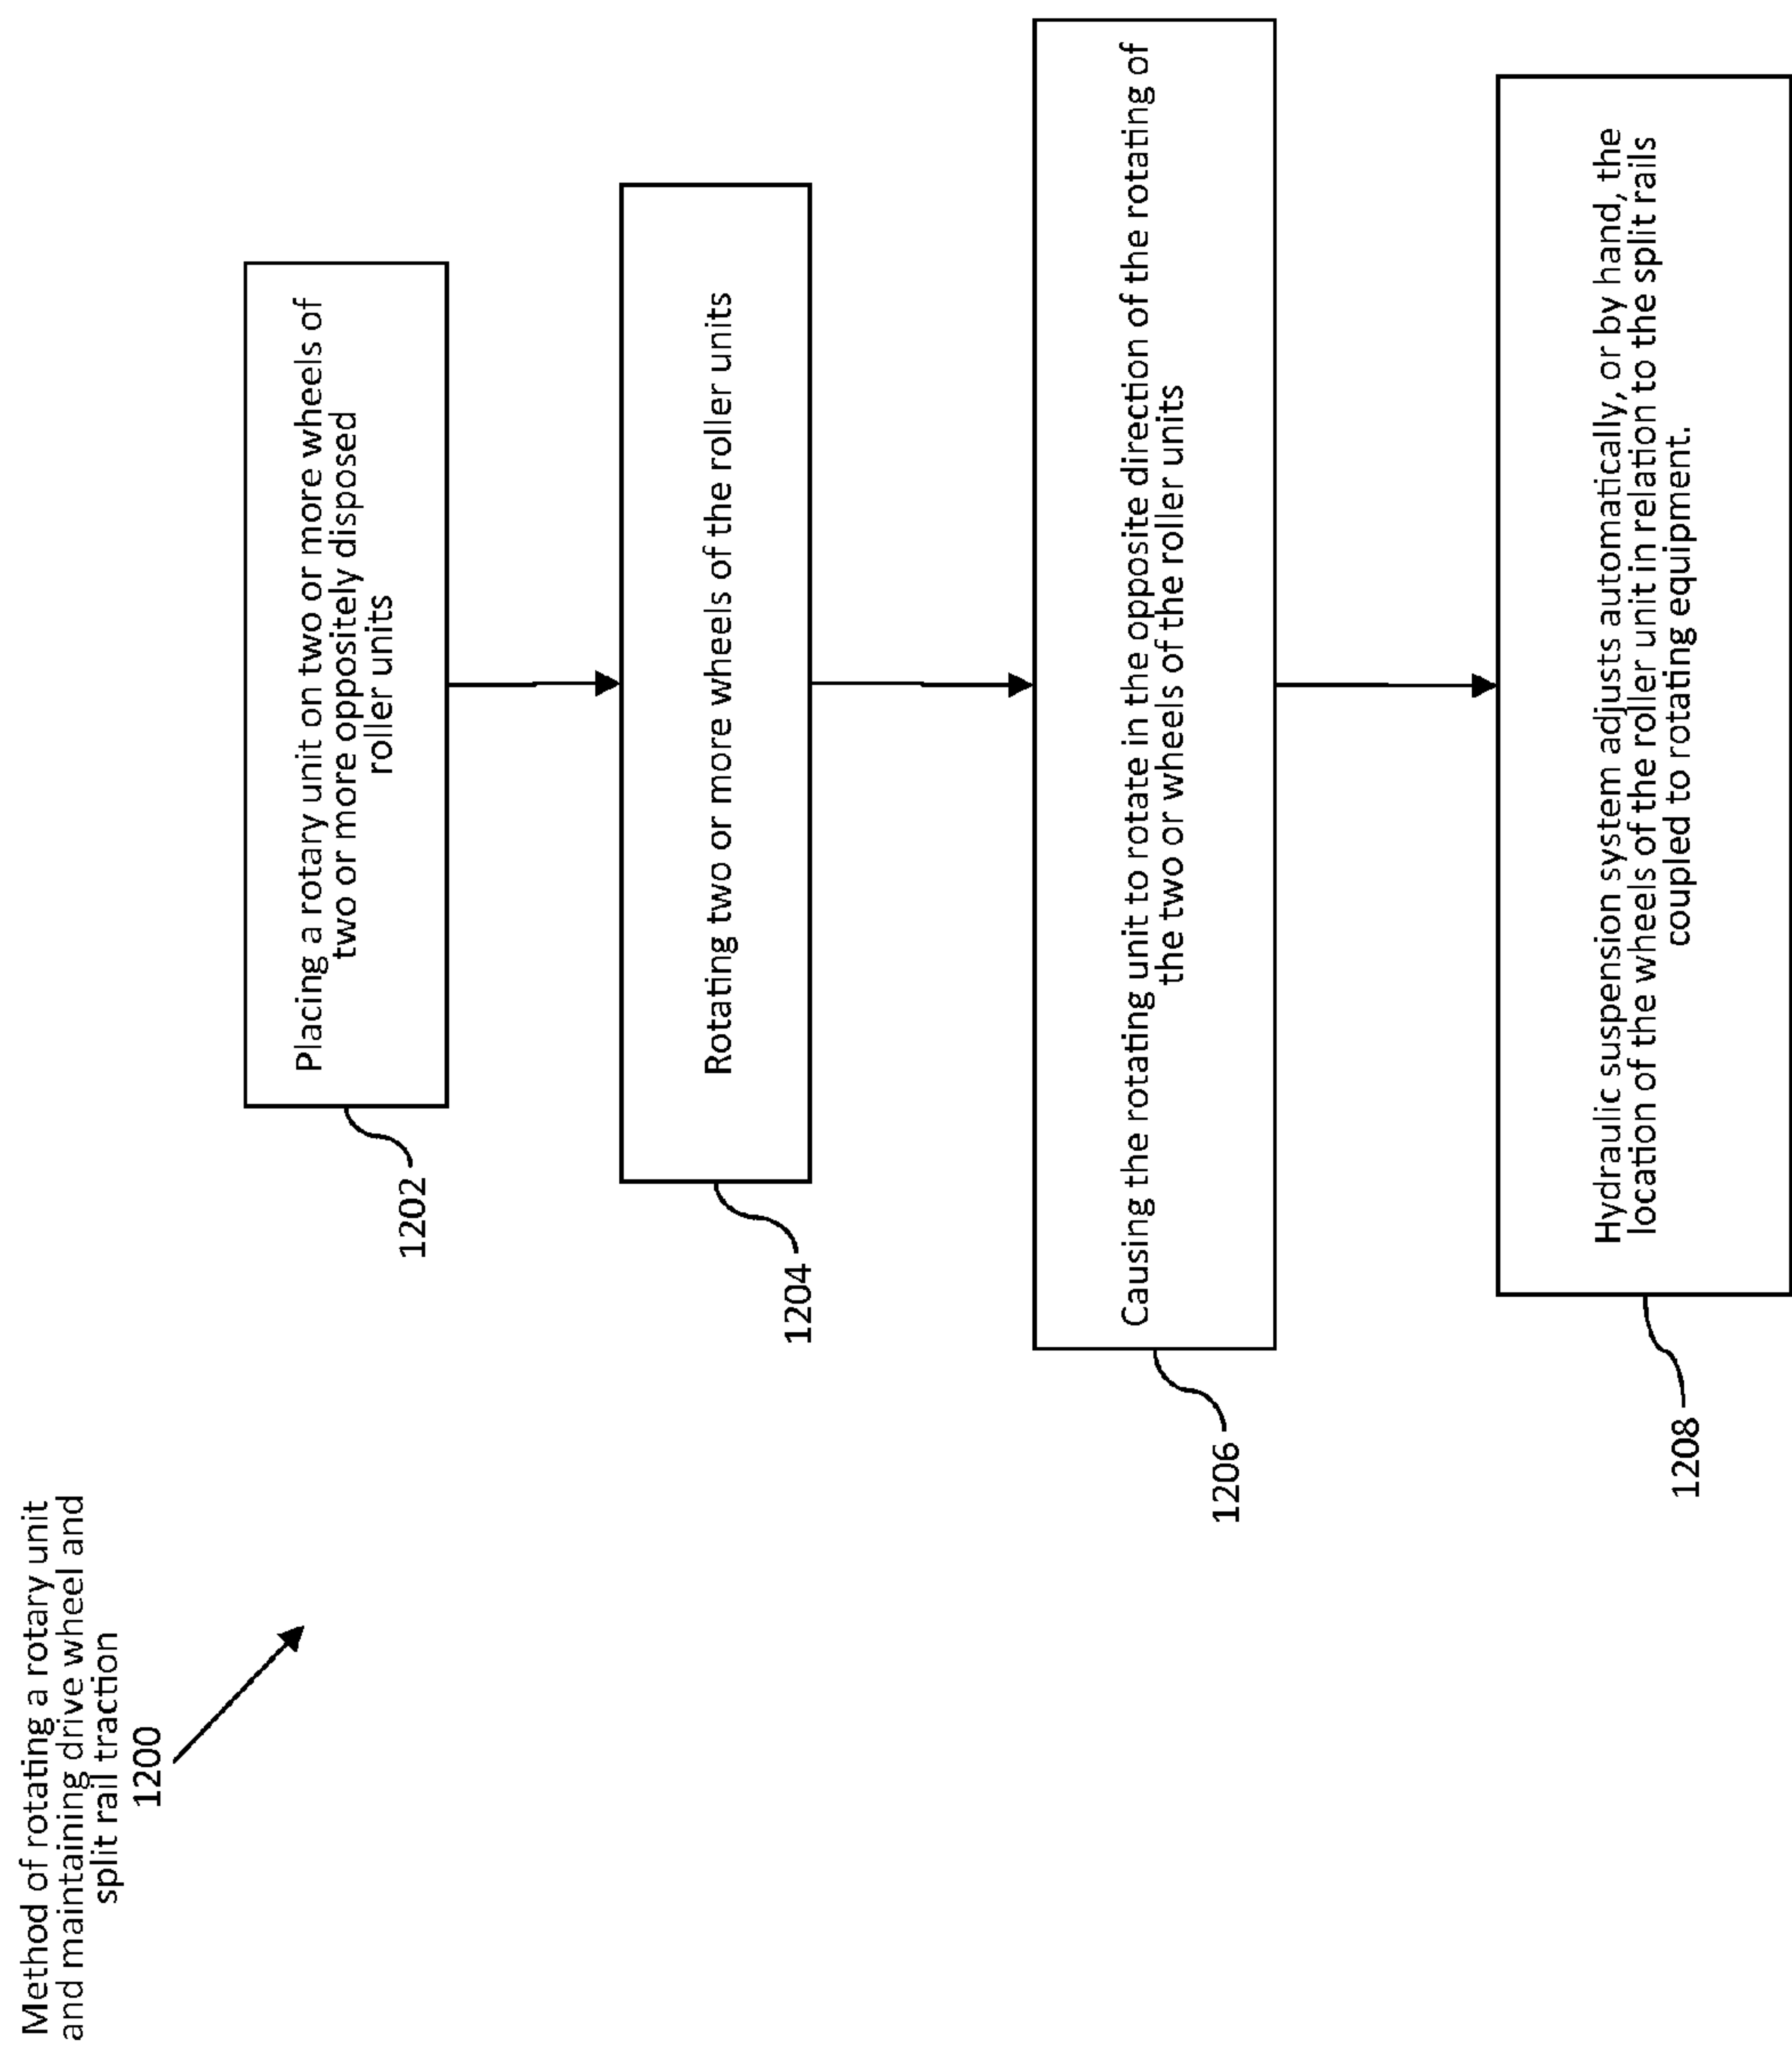 Method of rotating a rotary unit
and maintaining drive wheel and
split rail traction
1200
Placing a rotary unit on two or more wheels of
two or more oppositely disposed
roller units
1202
Rotating two or more wheels of the roller units
1204
Causing the rotating unit to rotate in the opposite direction of the rotating of
the two or wheels of the roller units
1206
Hydraulic suspension system adjusts automatically, or by hand, the
location of the wheels of the roller unit in relation to the split rails
coupled to rotating equipment.
1208